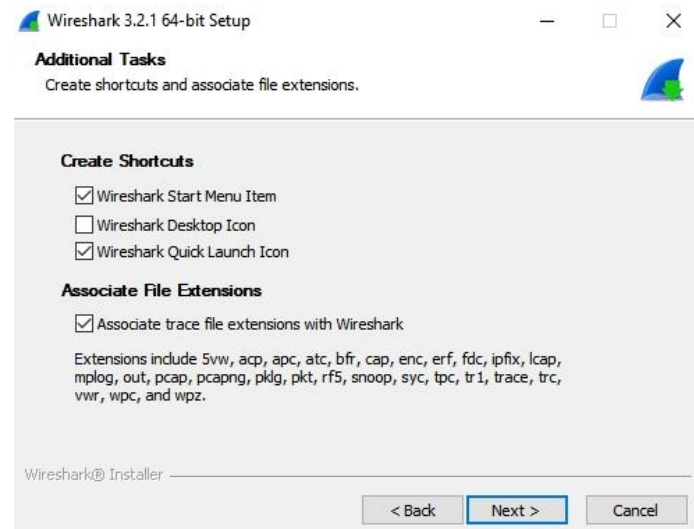 Wireshark 3.2.1 64-bit Setup
Additional Tasks
Create shortcuts and associate file extensions.
Create Shortcuts
Wireshark Start Menu Item
Wireshark Desktop Icon
Wireshark Quick Launch Icon
Associate File Extensions
Associate trace file extensions with Wireshark
Extensions include 5vw, acp, apc, atc, bfr, cap, enc, erf, fdc, ipfix, lcap,
mplog, out, pcap, pcapng, pklg, pkt, rf5, snoop, syc, tpc, tr1, trace, trc,
vwr, wpc, and wpz.
Wireshark® Installer
< Back Next > Cancel